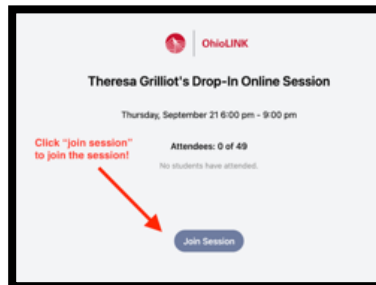 OhioLINK
Theresa Grilliot's Drop-In Online Session
Thursday, September 21 6:00 pm - 9:00 pm
Click "join session"
to join the session!
Attendees: 0 of 49
No students have attended.
Join Session